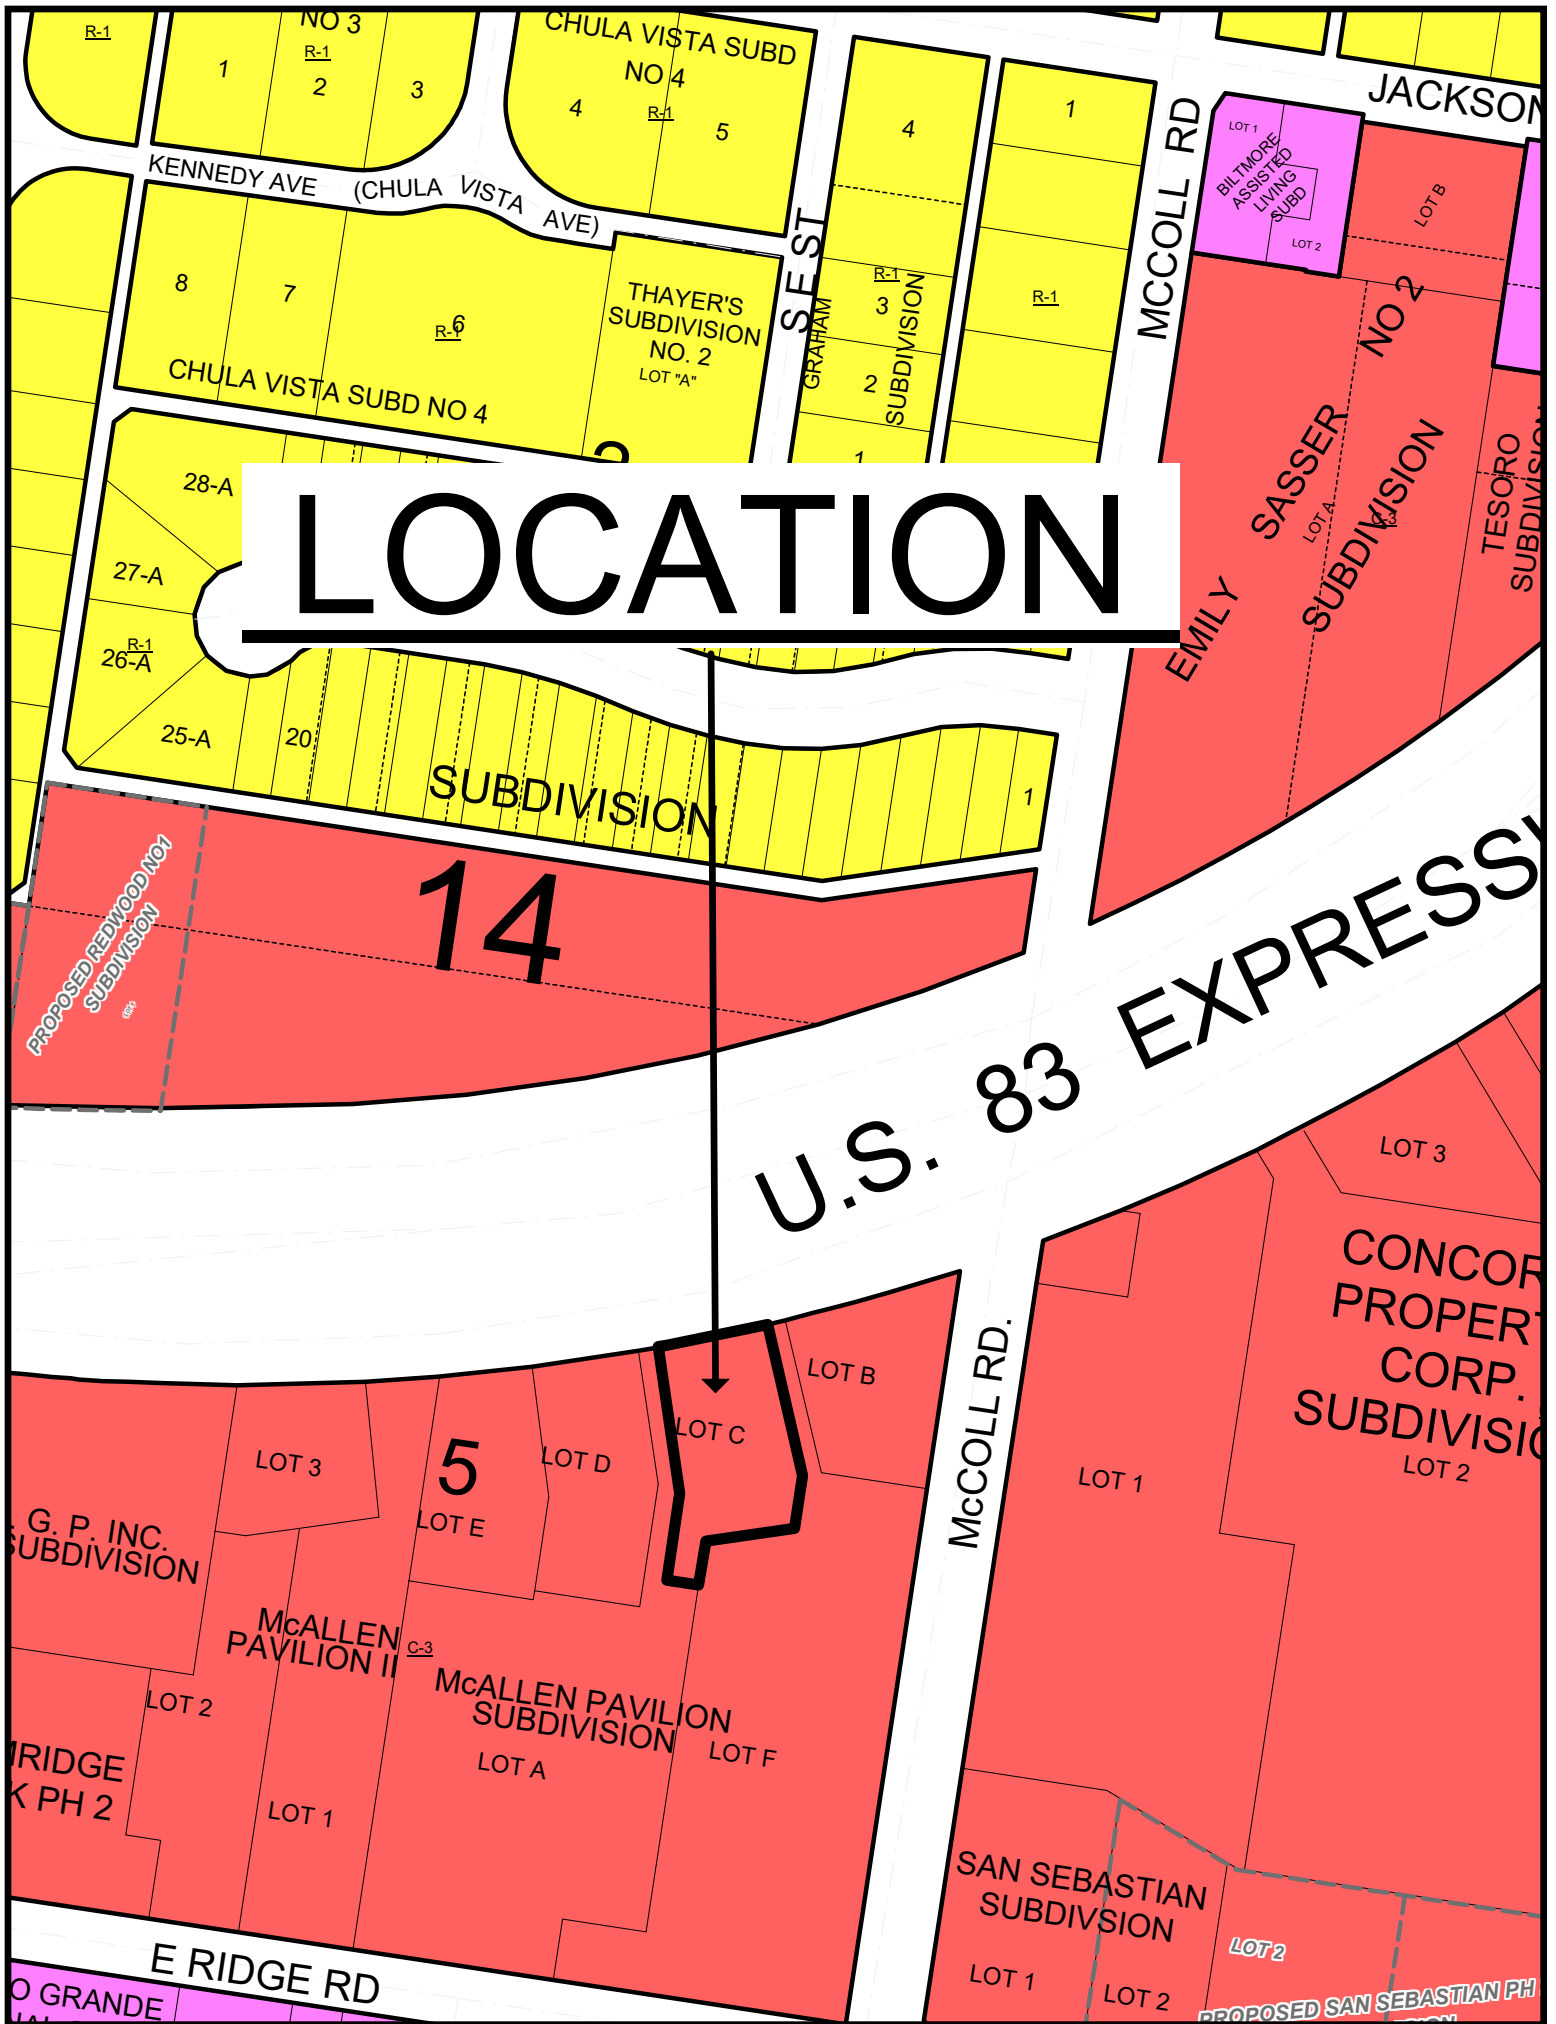 R-1
NO 3
R-1
1
2
3
CHULA VISTA SUBD
NO 4
R-1
4
5
4
1
MCCOLL RD
JACKSON
LOT 1
BILTMORE
ASSISTED
LIVING
SUBD
LOT 2
LOT B
KENNEDY AVE (CHULA VISTA AVE)
S E ST
8
7
6
R-1
THAYER'S
SUBDIVISION
NO. 2
LOT "A"
CHULA VISTA SUBD NO 4
R-1
3
GRAHAM
SUBDIVISION
2
1
R-1
EMILY SASSER
SUBDIVISION NO 2
LOT A
C-3
TESORO
SUBDIVISION
28-A
27-A
R-1
26-A
25-A
20
LOCATION
SUBDIVISION
1
14
PROPOSED REDWOOD NO1
SUBDIVISION
U.S. 83 EXPRESS
LOT 3
CONCOR
PROPERT
CORP.
SUBDIVISIO
LOT 2
LOT 1
McCOLL RD.
LOT B
LOT C
LOT D
5
LOT E
LOT 3
G. P. INC.
SUBDIVISION
McALLEN
PAVILION II
C-3
McALLEN PAVILION
SUBDIVISION
LOT A
LOT F
LOT 2
LOT 1
RIDGE
K PH 2
E RIDGE RD
O GRANDE
SAN SEBASTIAN
SUBDIVSION
LOT 1
LOT 2
LOT 2
PROPOSED SAN SEBASTIAN PH